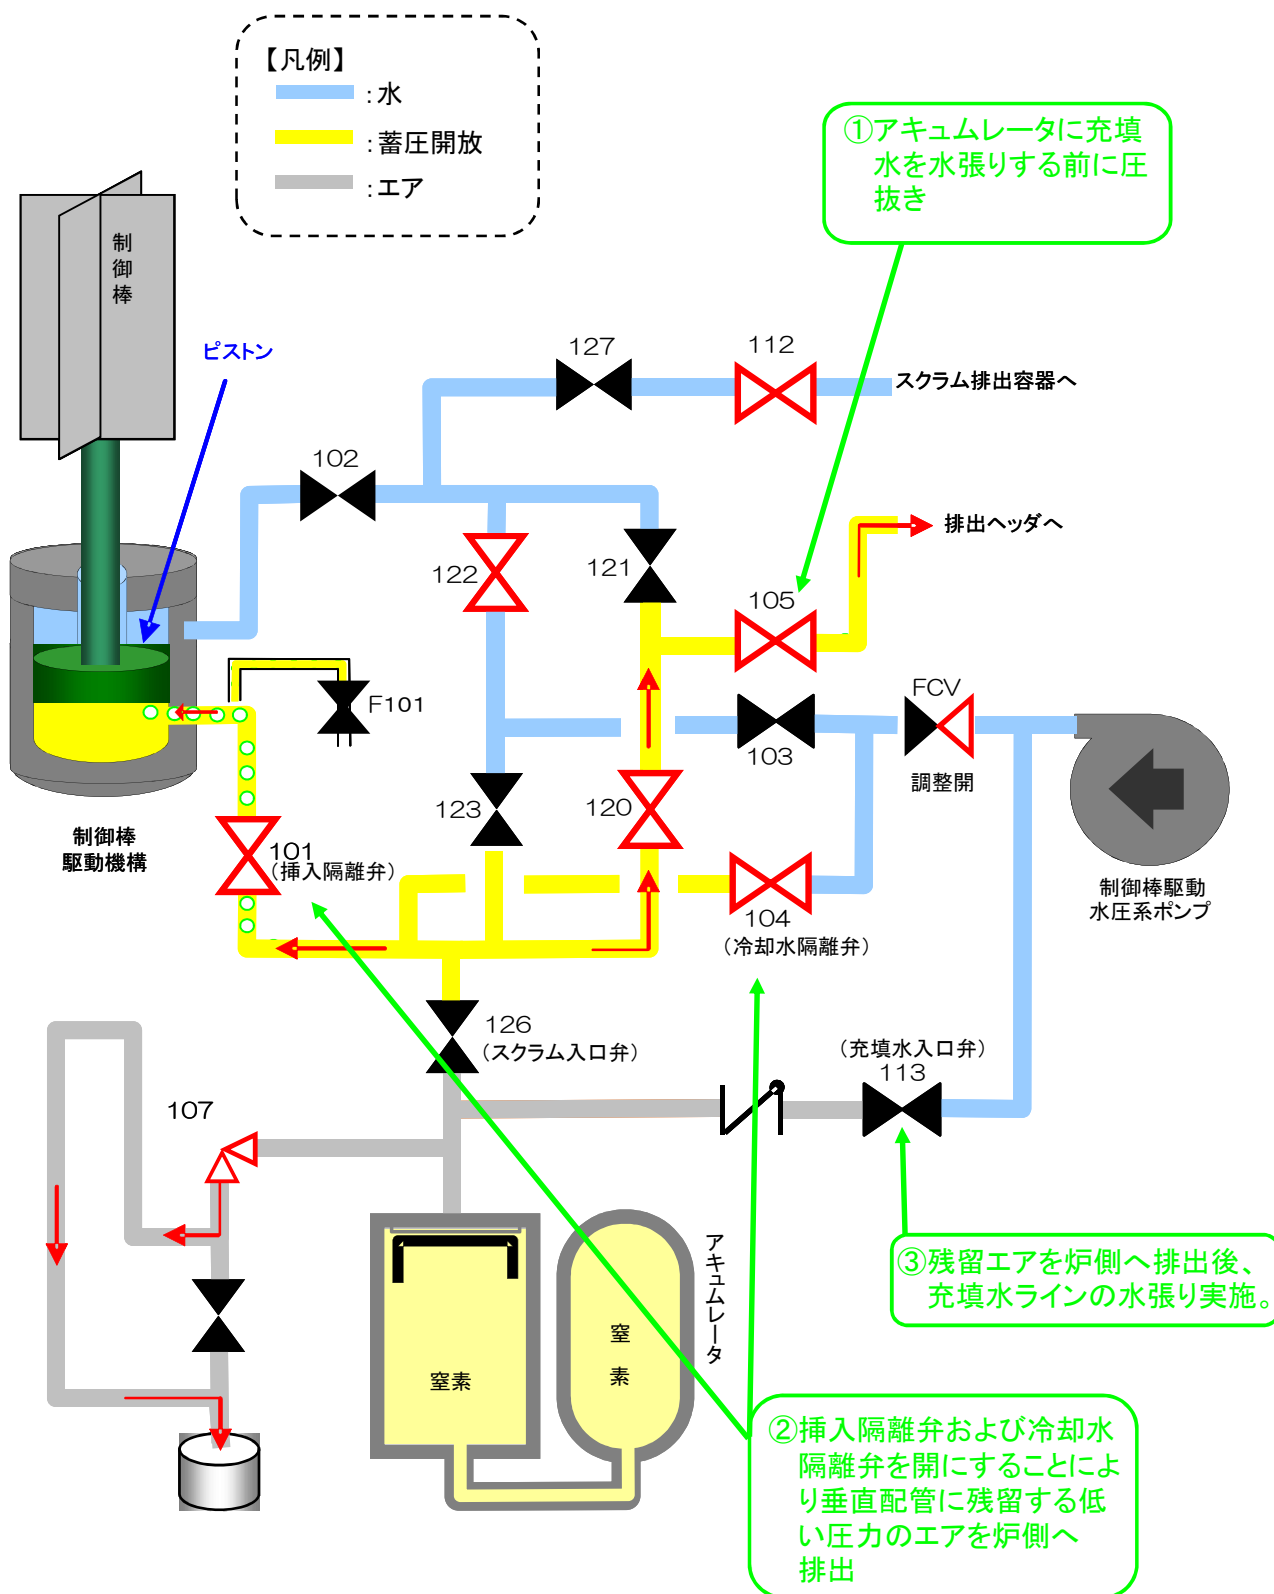 【凡例】
：水
：蓄圧開放
：エア
①アキュムレータに充填
水を水張りする前に圧
抜き
制
御
棒
ピストン
127
112
スクラム排出容器へ
102
排出ヘッダへ
122
121
105
F101
FCV
調整開
103
123
120
101
（挿入隔離弁）
制御棒
駆動機構
104
（冷却水隔離弁）
制御棒駆動
水圧系ポンプ
126
（スクラム入口弁）
（充填水入口弁）
113
107
アキュムレータ
③残留エアを炉側へ排出後、
充填水ラインの水張り実施。
窒素
窒
素
②挿入隔離弁および冷却水
隔離弁を開にすることによ
り垂直配管に残留する低
い圧力のエアを炉側へ
排出